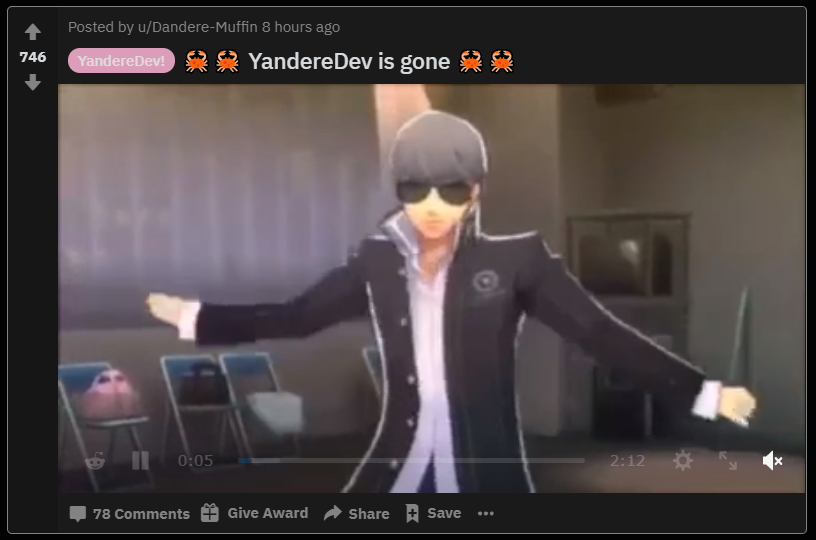 Posted by u/Dandere-Muffin 8 hours ago
746
YandereDev! 🦀 🦀 YandereDev is gone 🦀 🦀
0:05 2:12
78 Comments Give Award Share Save ...